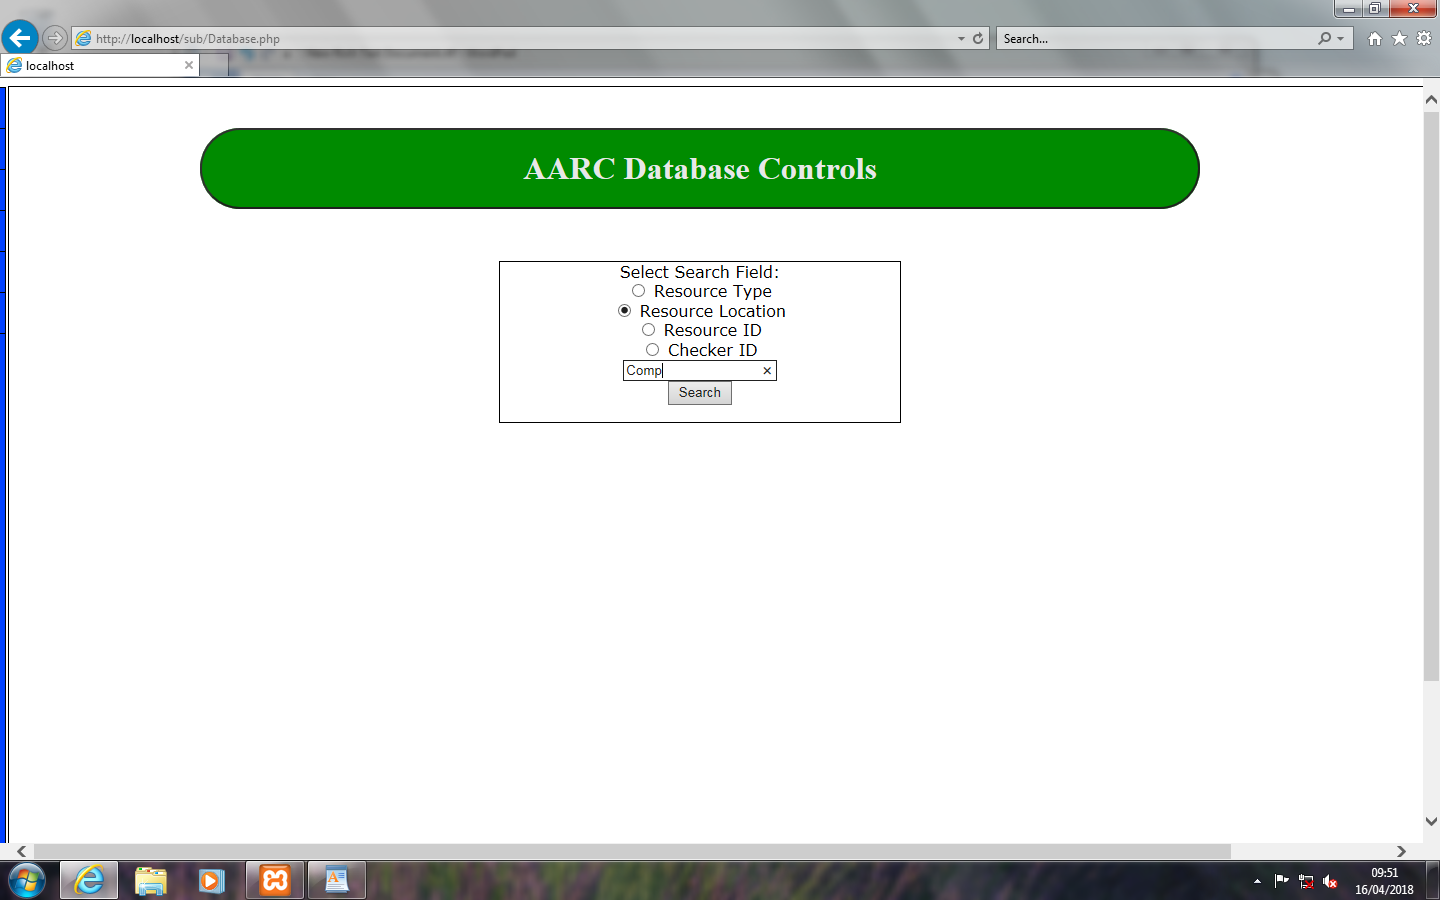 http://localhost/sub/Database.php
Search...
localhost
AARC Database Controls
Select Search Field:
Resource Type
Resource Location
Resource ID
Checker ID
Comp
Search
09:51
16/04/2018